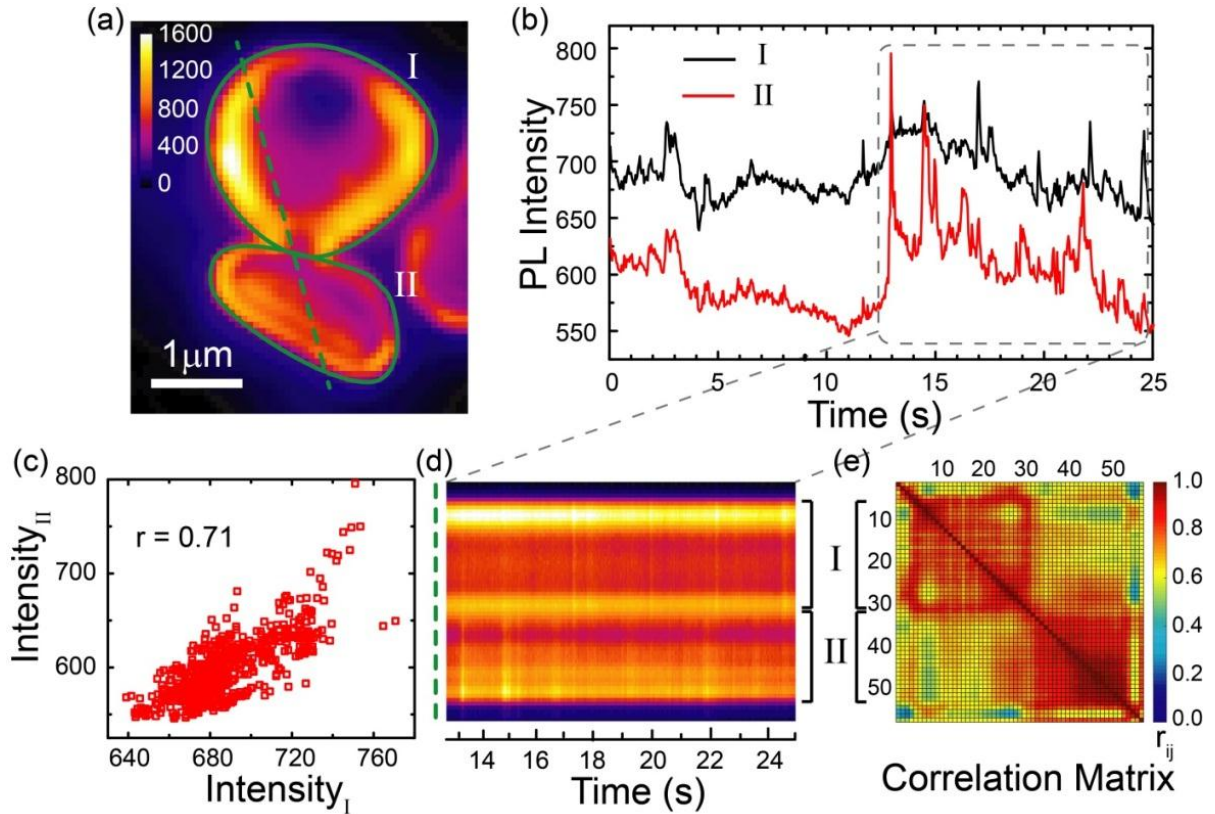 (a)
1600
1200
800
400
0
I
II
1μm
(b)
PL Intensity
800
750
700
650
600
550
I
II
0 5 10 15 20 25
Time (s)
(c)
Intensity_II
800
700
600
r = 0.71
640 680 720 760
Intensity_I
(d)
I
II
14 16 18 20 22 24
Time (s)
(e)
10 20 30 40 50
10
20
30
40
50
1.0
0.8
0.6
0.4
0.2
0.0
r_ij
Correlation Matrix